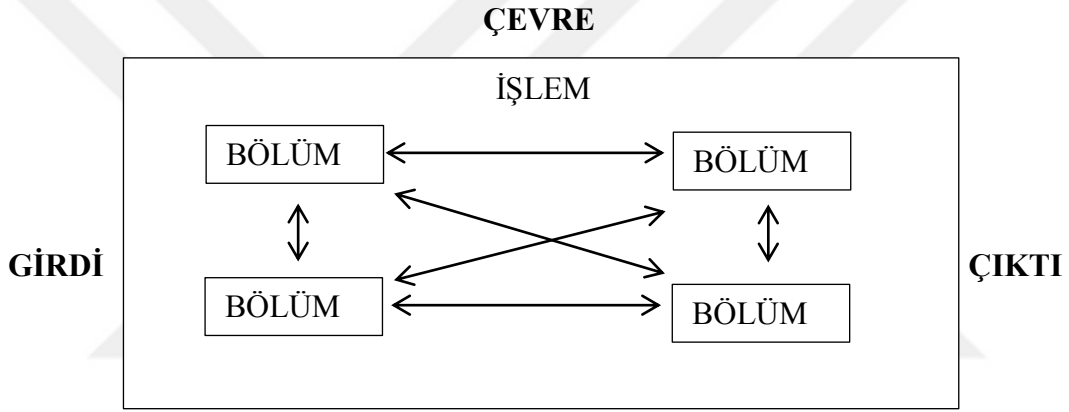 ÇEVRE
İŞLEM
BÖLÜM
BÖLÜM
GİRDİ
ÇIKTI
BÖLÜM
BÖLÜM